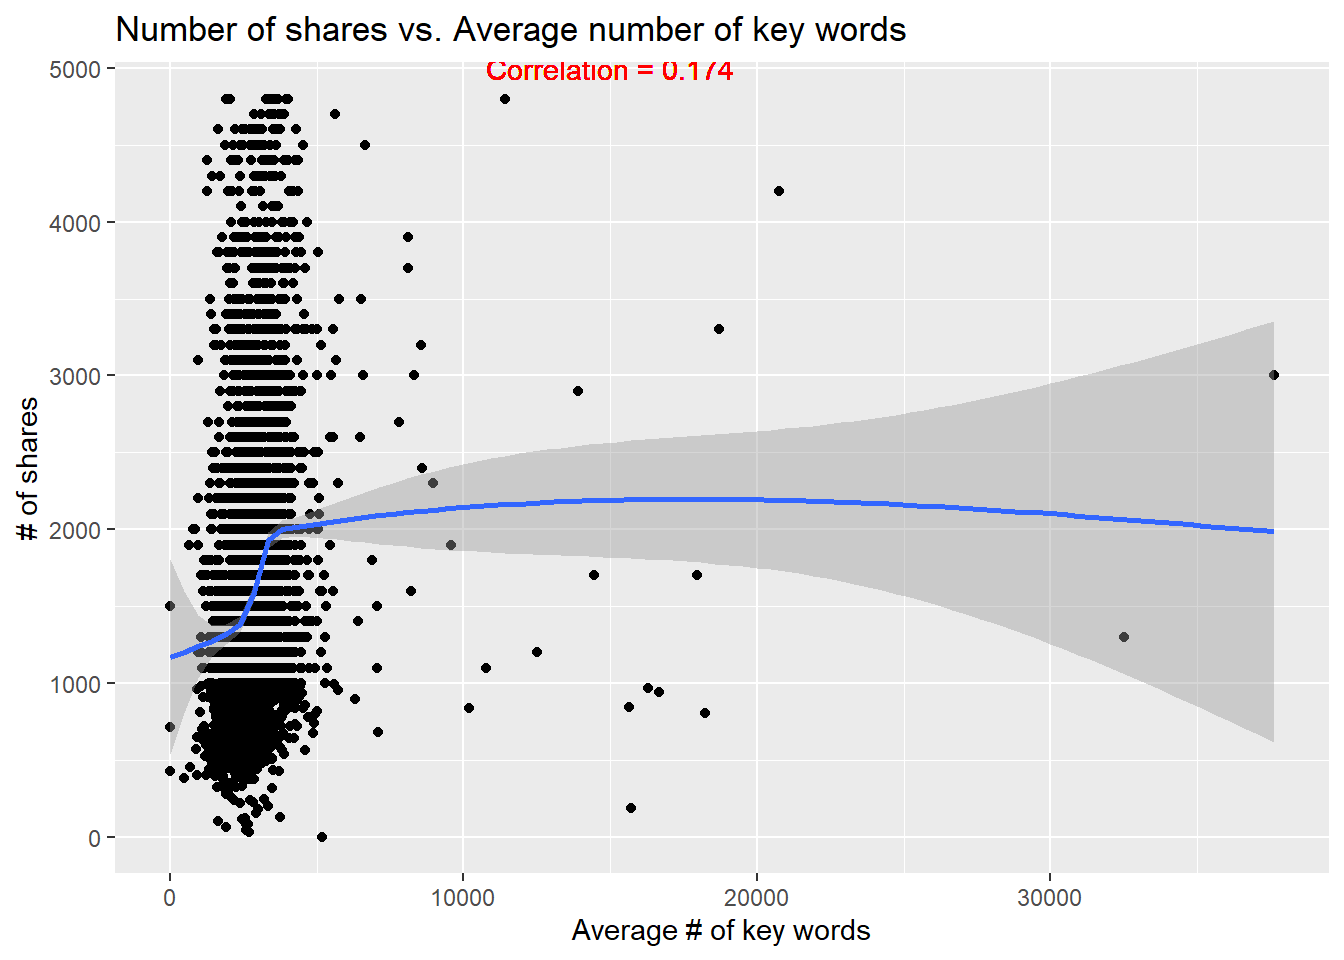 Number of shares vs. Average number of key words
Correlation = 0.174
5000
4000
3000
2000
1000
0
# of shares
0 10000 20000 30000
Average # of key words